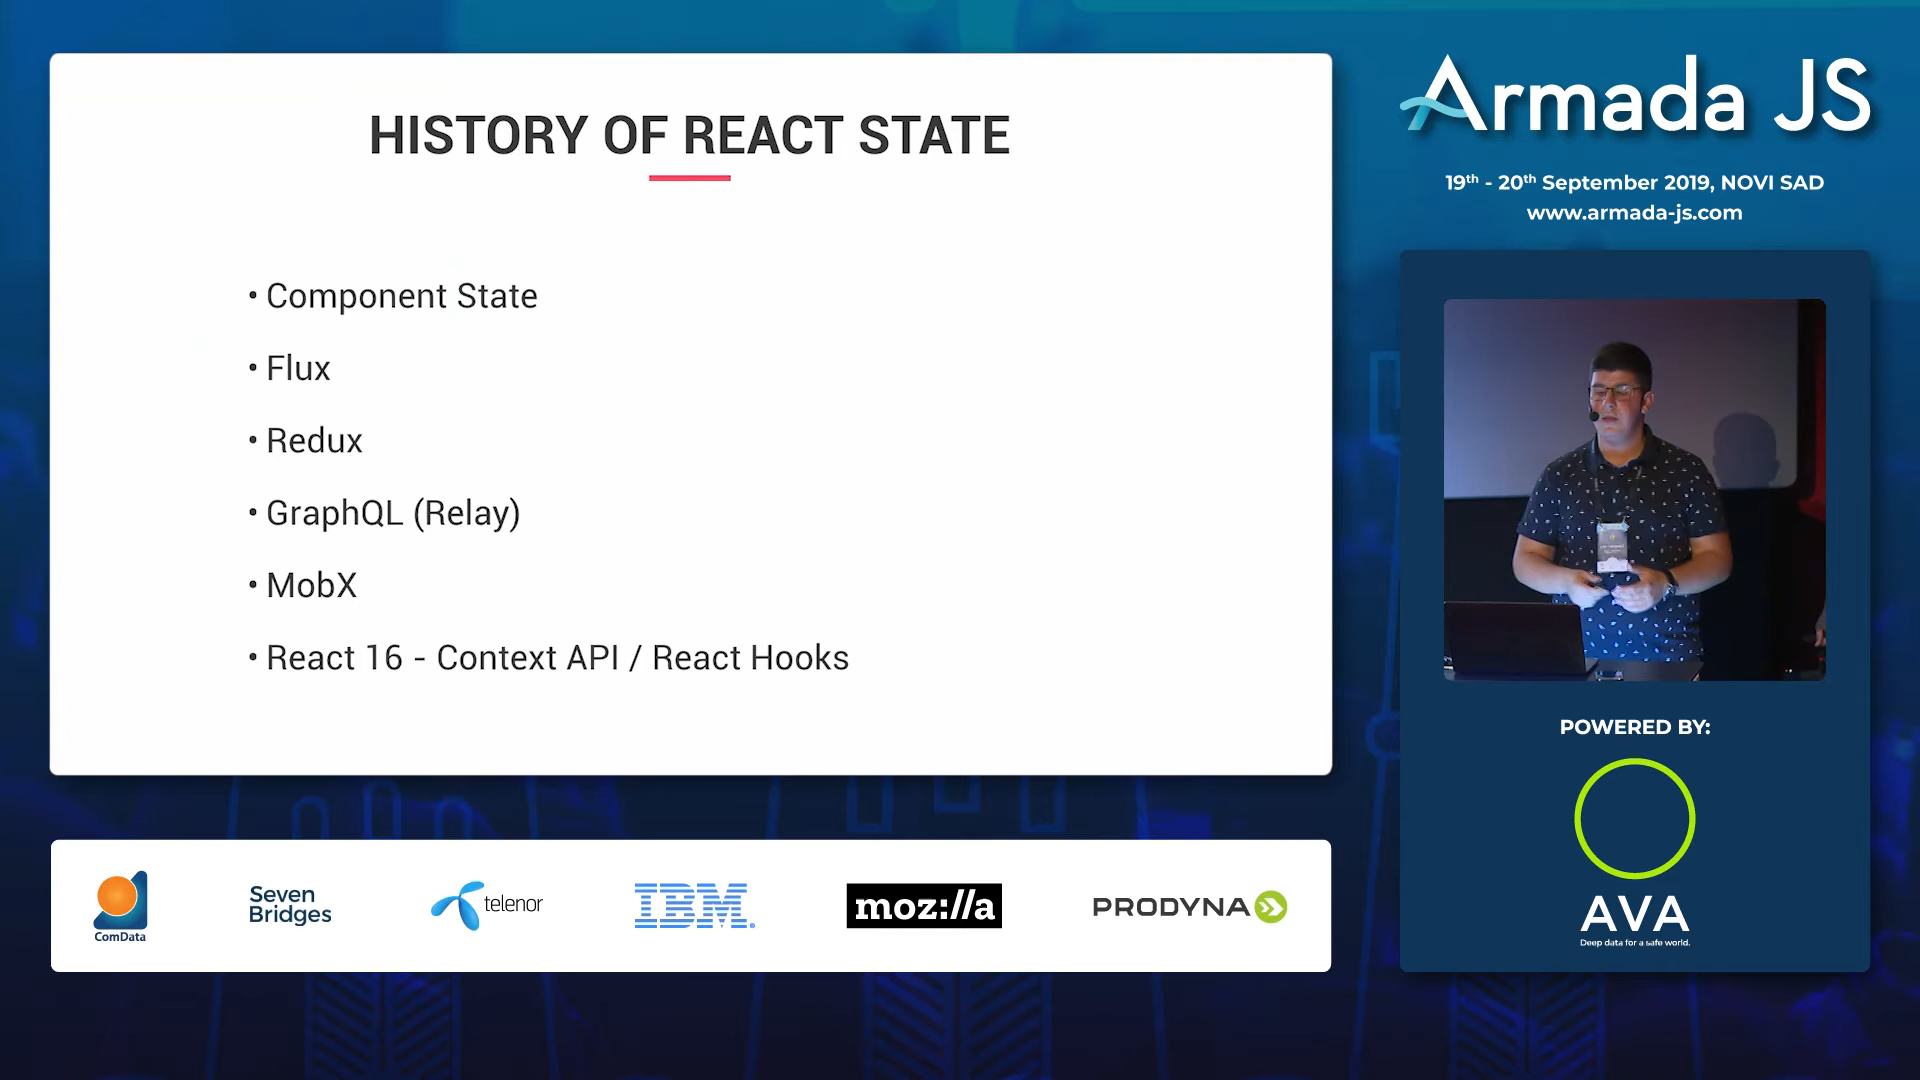 HISTORY OF REACT STATE
• Component State
• Flux
• Redux
• GraphQL (Relay)
• MobX
• React 16 - Context API / React Hooks
Armada JS
19th - 20th September 2019, NOVI SAD
www.armada-js.com
POWERED BY:
AVA
Deep data for a safe world.
ComData
Seven
Bridges
telenor
IBM®
moz://a
PRODYNA